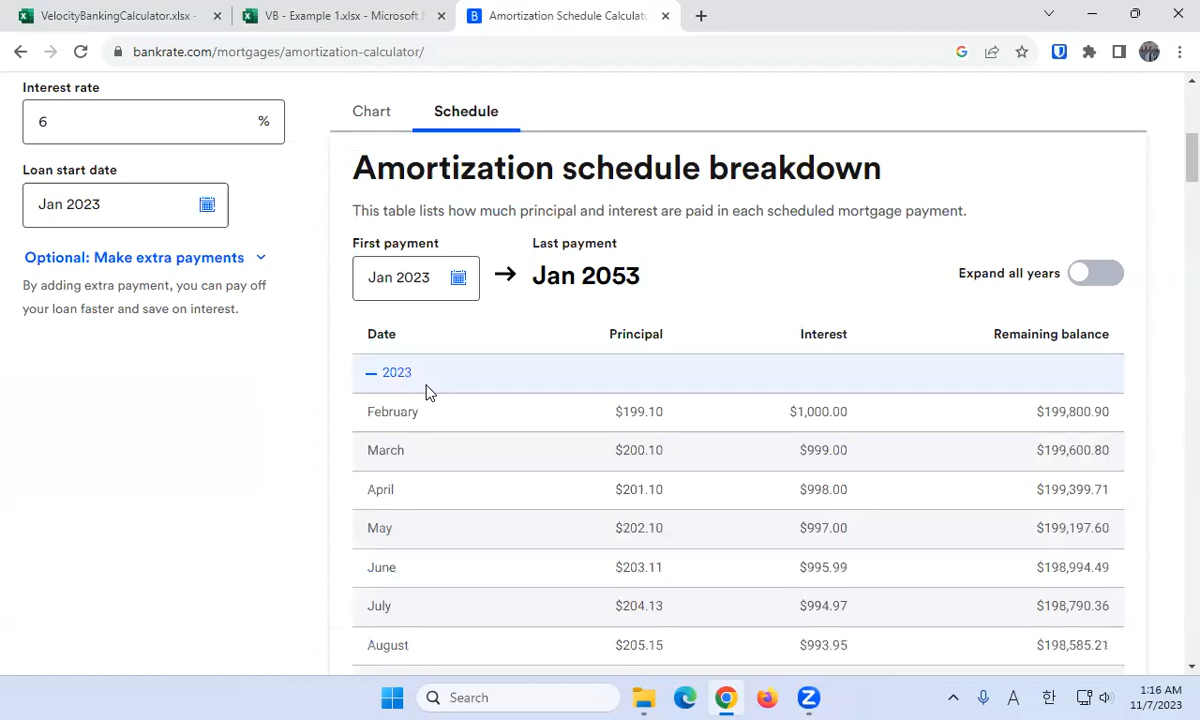 VelocityBankingCalculator.xlsx -
VB - Example 1.xlsx - Microsoft
Amortization Schedule Calculat
bankrate.com/mortgages/amortization-calculator/
Interest rate
6 %
Loan start date
Jan 2023
Optional: Make extra payments
By adding extra payment, you can pay off
your loan faster and save on interest.
Chart Schedule
Amortization schedule breakdown
This table lists how much principal and interest are paid in each scheduled mortgage payment.
First payment Last payment
Jan 2023 → Jan 2053
Expand all years
Date Principal Interest Remaining balance
— 2023
February $199.10 $1,000.00 $199,800.90
March $200.10 $999.00 $199,600.80
April $201.10 $998.00 $199,399.71
May $202.10 $997.00 $199,197.60
June $203.11 $995.99 $198,994.49
July $204.13 $994.97 $198,790.36
August $205.15 $993.95 $198,585.21
Search
A 한
1:16 AM
11/7/2023